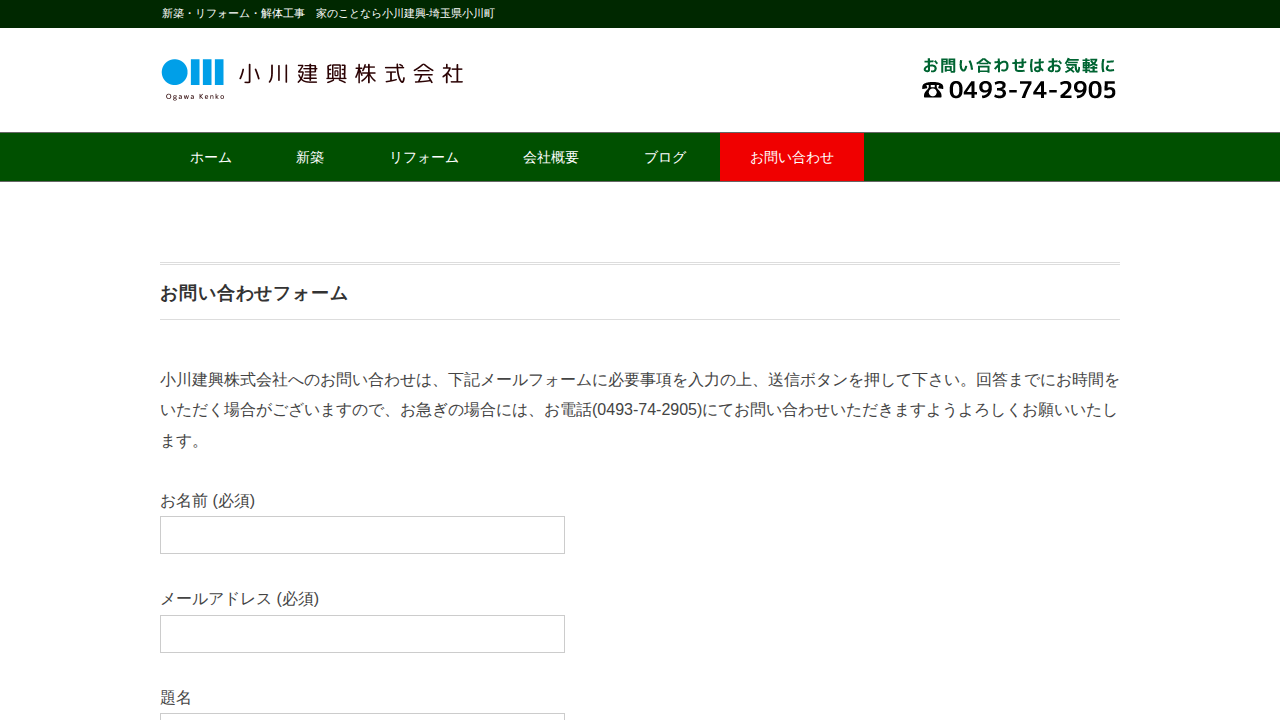 新築・リフォーム・解体工事　家のことなら小川建興-埼玉県小川町
小川建興株式会社
Ogawa Kenko
お問い合わせはお気軽に
☎0493-74-2905
ホーム
新築
リフォーム
会社概要
ブログ
お問い合わせ
お問い合わせフォーム
小川建興株式会社へのお問い合わせは、下記メールフォームに必要事項を入力の上、送信ボタンを押して下さい。回答までにお時間を
いただく場合がございますので、お急ぎの場合には、お電話(0493-74-2905)にてお問い合わせいただきますようよろしくお願いいたし
ます。
お名前 (必須)
メールアドレス (必須)
題名